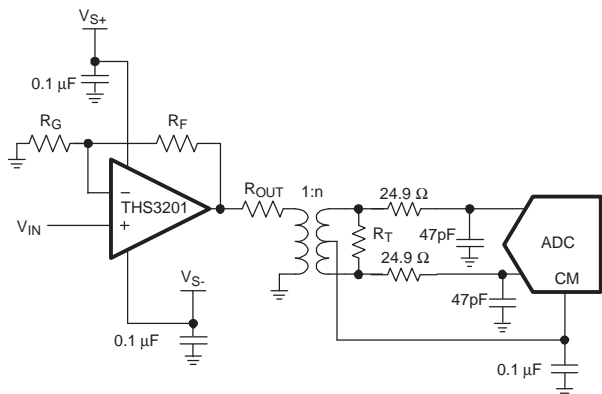 VS+
0.1 µF
RG
RF
THS3201
−
+
VIN
ROUT
1:n
24.9 Ω
RT
24.9 Ω
47pF
47pF
ADC
CM
VS-
0.1 µF
0.1 µF